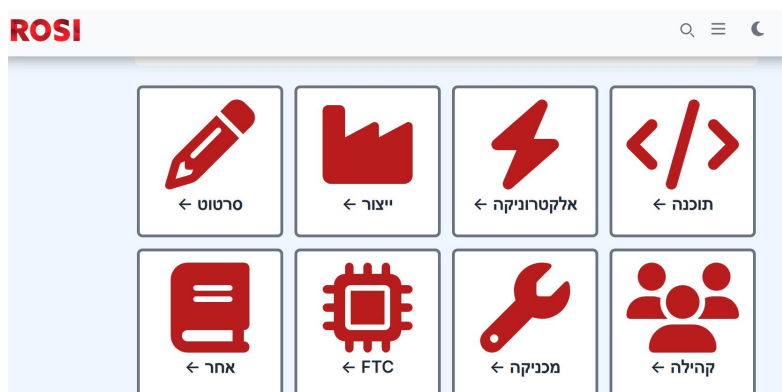 ROSI
תוכנה ←
אלקטרוניקה ←
ייצור ←
סרטוט ←
קהילה ←
מכניקה ←
FTC ←
אחר ←